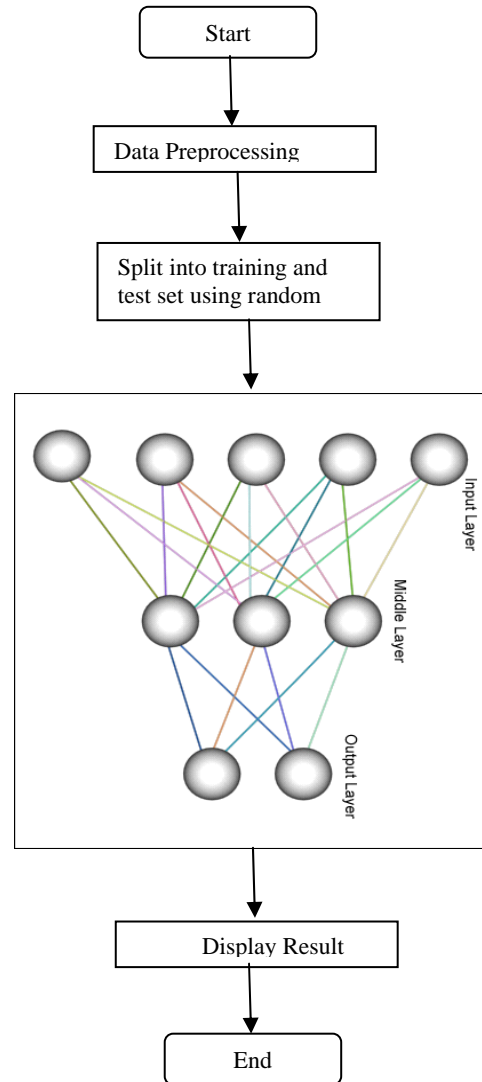 Start
Data Preprocessing
Split into training and
test set using random
Input Layer
Middle Layer
Output Layer
Display Result
End